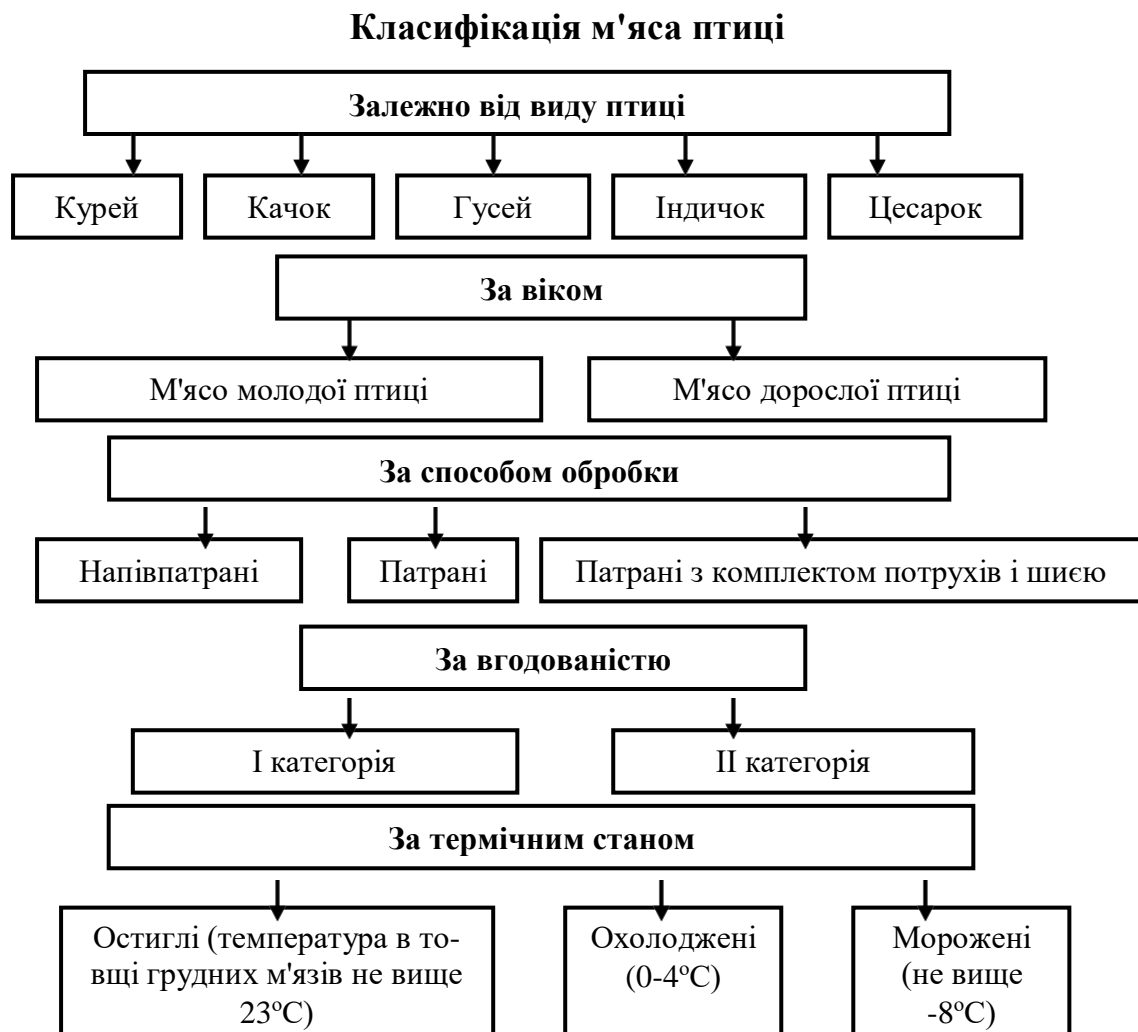 Класифікація м'яса птиці
Залежно від виду птиці
Курей
Качок
Гусей
Індичок
Цесарок
За віком
М'ясо молодої птиці
М'ясо дорослої птиці
За способом обробки
Напівпатрані
Патрані
Патрані з комплектом потрухів і шиєю
За вгодованістю
І категорія
ІІ категорія
За термічним станом
Остиглі (температура в то-
вщі грудних м'язів не вище
23ºС)
Охолоджені
(0-4ºС)
Морожені
(не вище
-8ºС)